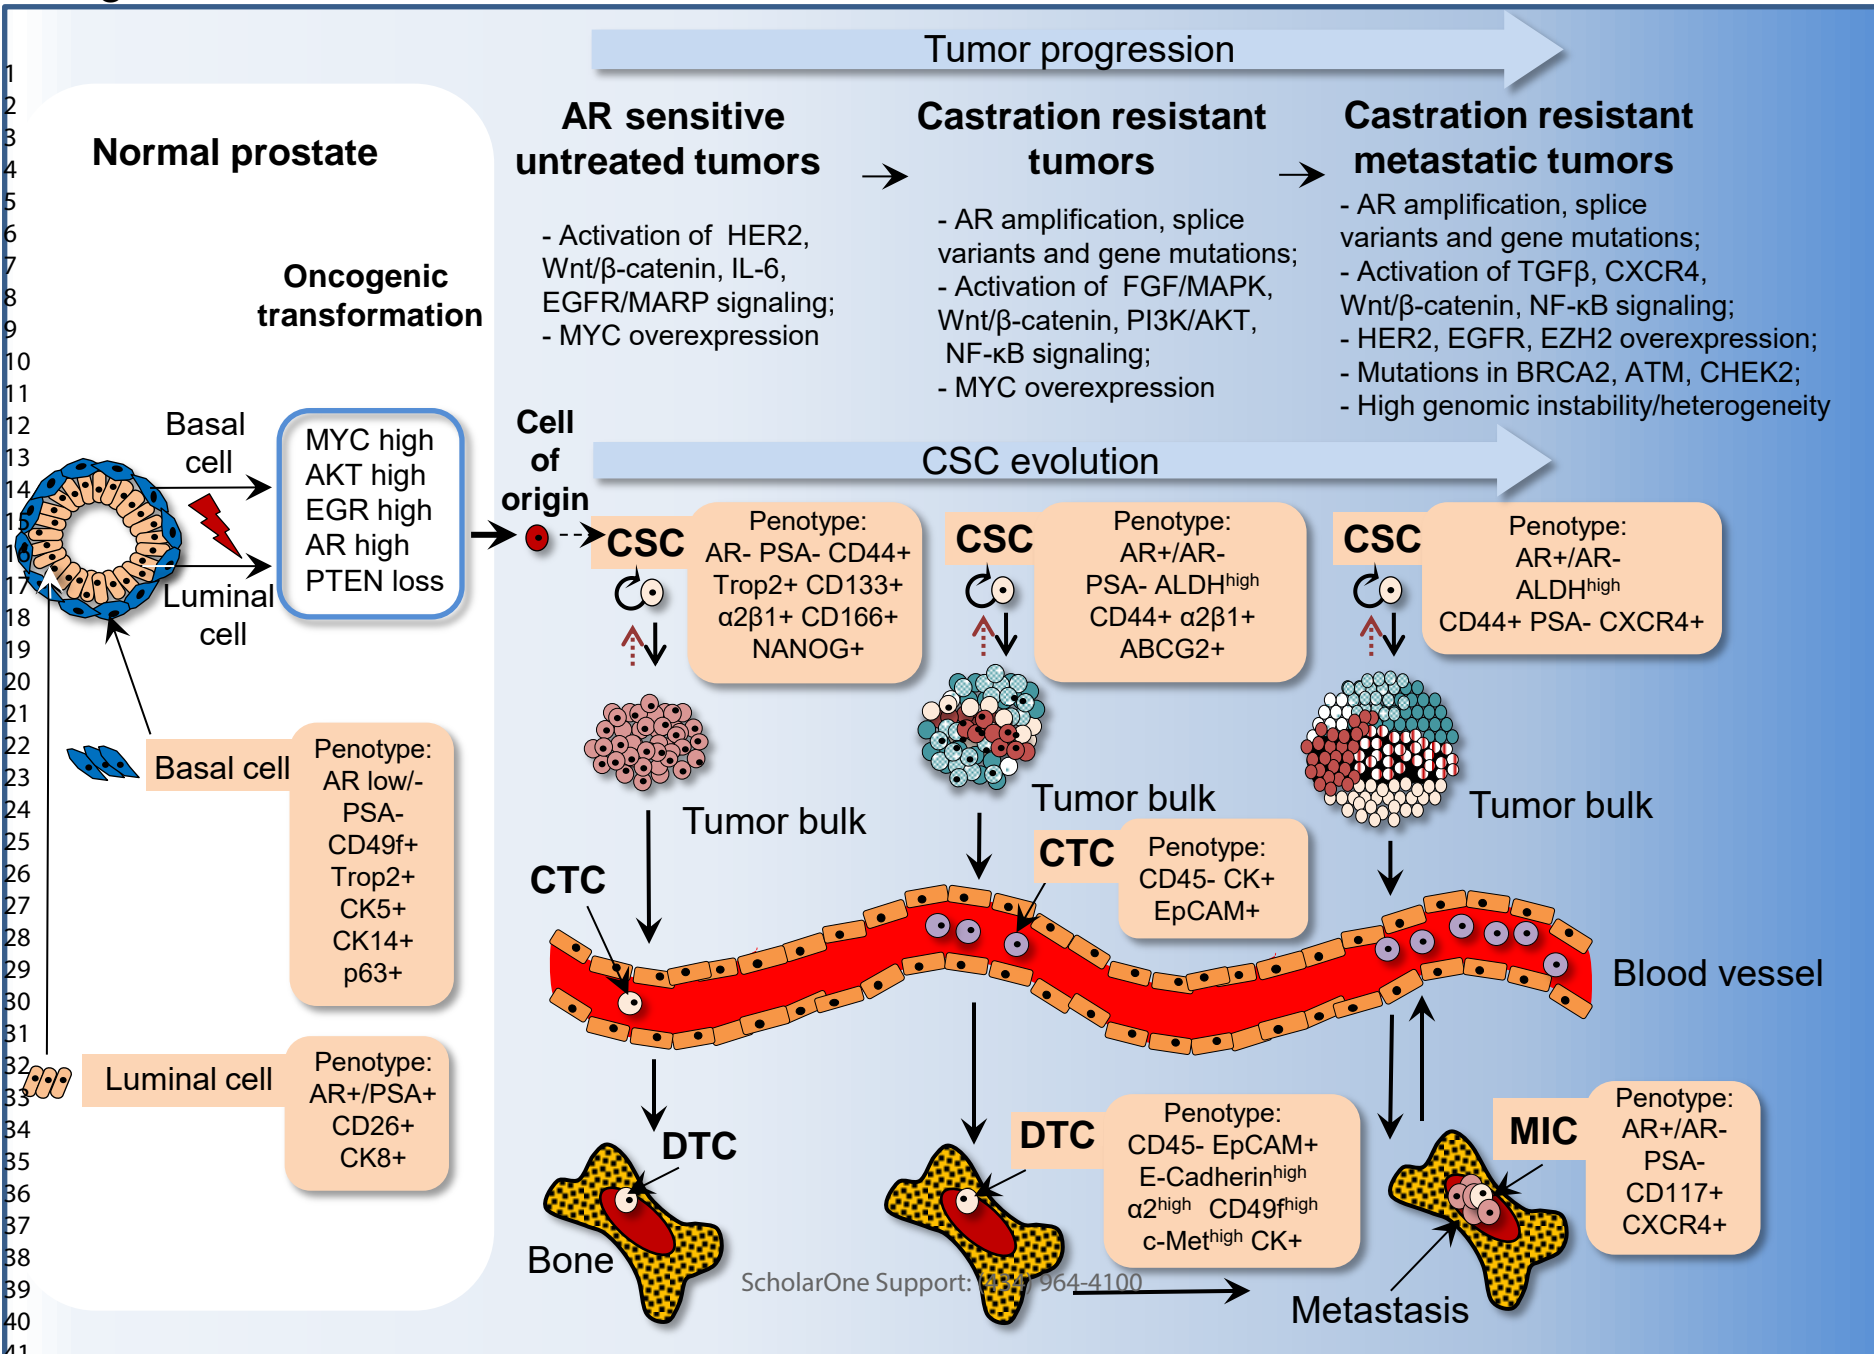 1
2
3
4
5
6
7
8
9
10
11
12
13
14
15
16
17
18
19
20
21
22
23
24
25
26
27
28
29
30
31
32
33
34
35
36
37
38
39
40
41
Tumor progression
Normal prostate
AR sensitive
untreated tumors
Castration resistant
tumors
Castration resistant
metastatic tumors
- Activation of HER2,
Wnt/β-catenin, IL-6,
EGFR/MARP signaling;
- MYC overexpression
- AR amplification, splice
variants and gene mutations;
- Activation of FGF/MAPK,
Wnt/β-catenin, PI3K/AKT,
NF-κB signaling;
- MYC overexpression
- AR amplification, splice
variants and gene mutations;
- Activation of TGFβ, CXCR4,
Wnt/β-catenin, NF-κB signaling;
- HER2, EGFR, EZH2 overexpression;
- Mutations in BRCA2, ATM, CHEK2;
- High genomic instability/heterogeneity
Oncogenic
transformation
Basal
cell
Luminal
cell
MYC high
AKT high
EGR high
AR high
PTEN loss
Cell
of
origin
CSC evolution
CSC
Penotype:
AR- PSA- CD44+
Trop2+ CD133+
α2β1+ CD166+
NANOG+
CSC
Penotype:
AR+/AR-
PSA- ALDHhigh
CD44+ α2β1+
ABCG2+
CSC
Penotype:
AR+/AR-
ALDHhigh
CD44+ PSA- CXCR4+
Basal cell
Penotype:
AR low/-
PSA-
CD49f+
Trop2+
CK5+
CK14+
p63+
Luminal cell
Penotype:
AR+/PSA+
CD26+
CK8+
Tumor bulk
Tumor bulk
Tumor bulk
CTC
CTC
Penotype:
CD45- CK+
EpCAM+
Blood vessel
DTC
Bone
DTC
Penotype:
CD45- EpCAM+
E-Cadherinhigh
α2high CD49fhigh
c-Methigh CK+
MIC
Penotype:
AR+/AR-
PSA-
CD117+
CXCR4+
Metastasis
ScholarOne Support: (434) 964-4100